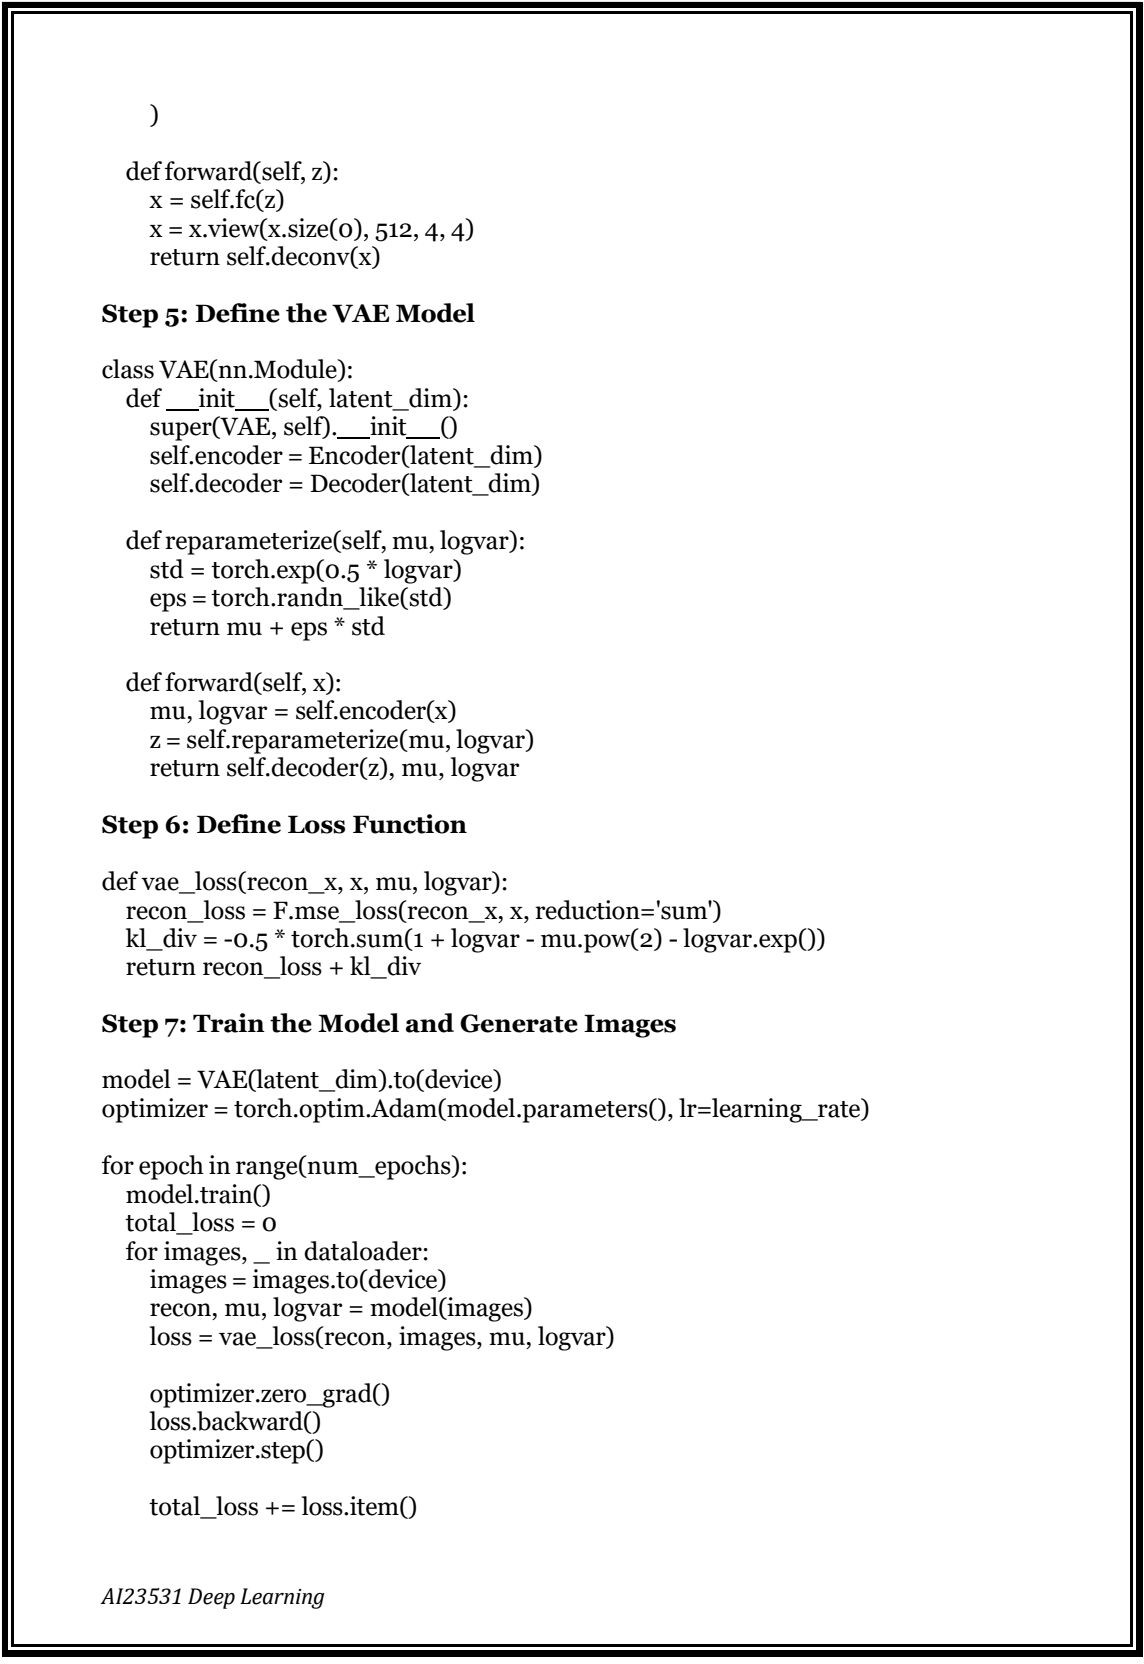 )
def forward(self, z):
x = self.fc(z)
x = x.view(x.size(0), 512, 4, 4)
return self.deconv(x)
Step 5: Define the VAE Model
class VAE(nn.Module):
def __init__(self, latent_dim):
super(VAE, self).__init__()
self.encoder = Encoder(latent_dim)
self.decoder = Decoder(latent_dim)
def reparameterize(self, mu, logvar):
std = torch.exp(0.5 * logvar)
eps = torch.randn_like(std)
return mu + eps * std
def forward(self, x):
mu, logvar = self.encoder(x)
z = self.reparameterize(mu, logvar)
return self.decoder(z), mu, logvar
Step 6: Define Loss Function
def vae_loss(recon_x, x, mu, logvar):
recon_loss = F.mse_loss(recon_x, x, reduction='sum')
kl_div = -0.5 * torch.sum(1 + logvar - mu.pow(2) - logvar.exp())
return recon_loss + kl_div
Step 7: Train the Model and Generate Images
model = VAE(latent_dim).to(device)
optimizer = torch.optim.Adam(model.parameters(), lr=learning_rate)
for epoch in range(num_epochs):
model.train()
total_loss = 0
for images, _ in dataloader:
images = images.to(device)
recon, mu, logvar = model(images)
loss = vae_loss(recon, images, mu, logvar)
optimizer.zero_grad()
loss.backward()
optimizer.step()
total_loss += loss.item()
AI23531 Deep Learning